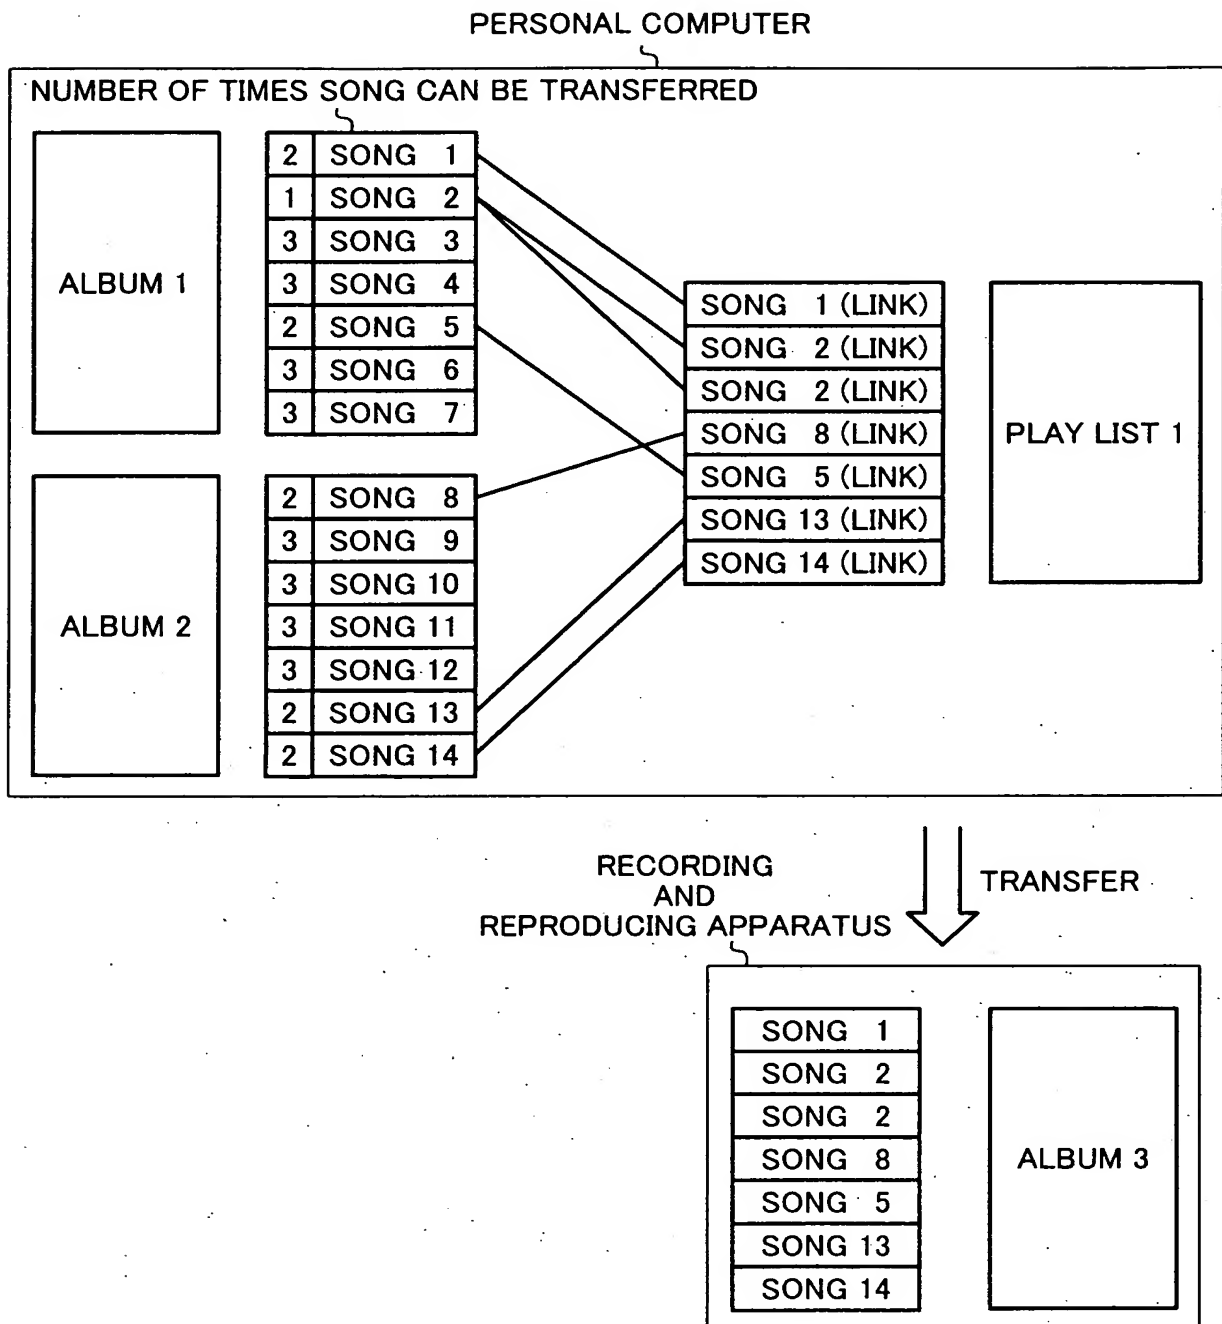 PERSONAL COMPUTER
NUMBER OF TIMES SONG CAN BE TRANSFERRED
ALBUM 1
2 SONG 1
1 SONG 2
3 SONG 3
3 SONG 4
2 SONG 5
3 SONG 6
3 SONG 7
ALBUM 2
2 SONG 8
3 SONG 9
3 SONG 10
3 SONG 11
3 SONG 12
2 SONG 13
2 SONG 14
SONG 1 (LINK)
SONG 2 (LINK)
SONG 2 (LINK)
SONG 8 (LINK)
SONG 5 (LINK)
SONG 13 (LINK)
SONG 14 (LINK)
PLAY LIST 1
TRANSFER
RECORDING
AND
REPRODUCING APPARATUS
SONG 1
SONG 2
SONG 2
SONG 8
SONG 5
SONG 13
SONG 14
ALBUM 3